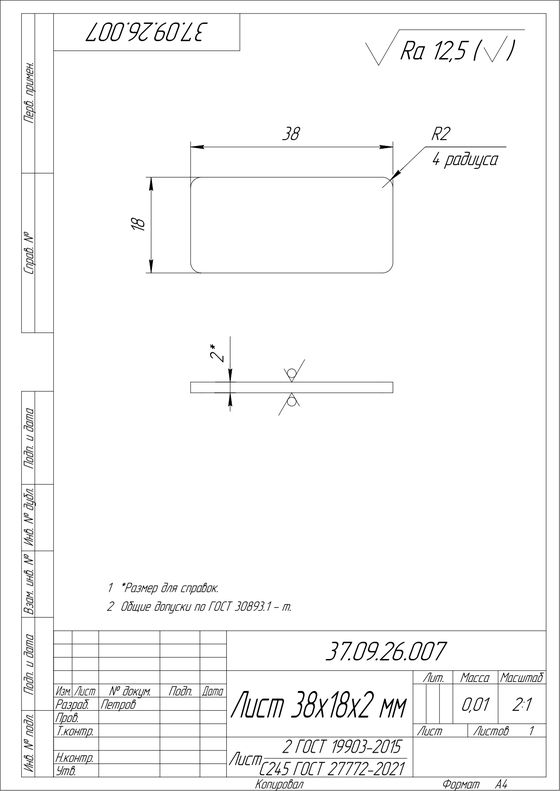 37.09.26.007
Ra 12,5 (√)
Перв. примен.
Справ. №
38
R2
4 радиуса
18
2*
1 *Размер для справок.
2 Общие допуски по ГОСТ 30893.1 – m.
Подп. и дата
Инв. № дубл.
Взам. инв. №
Подп. и дата
Инв. № подл.
37.09.26.007
Изм. Лист № докум. Подп. Дата
Разраб. Петров
Пров.
Т.контр.
Н.контр.
Утв.
Лист 38х18х2 мм
Лит. Масса Масштаб
0,01 2:1
Лист Листов 1
Лист 2 ГОСТ 19903-2015
С245 ГОСТ 27772-2021
Копировал Формат А4